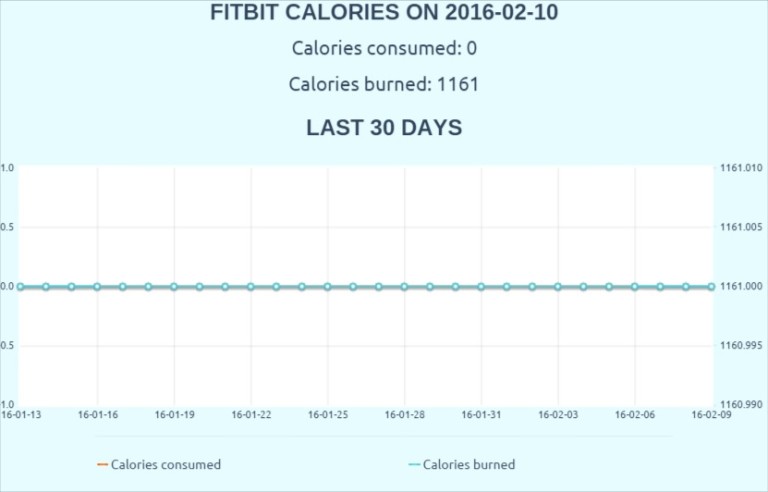 FITBIT CALORIES ON 2016-02-10
Calories consumed: 0
Calories burned: 1161
LAST 30 DAYS
1.0 1161.010
0.5 1161.005
0.0 1161.000
0.5 1160.995
1.0 1160.990
16-01-13 16-01-16 16-01-19 16-01-22 16-01-25 16-01-28 16-01-31 16-02-03 16-02-06 16-02-09
Calories consumed Calories burned